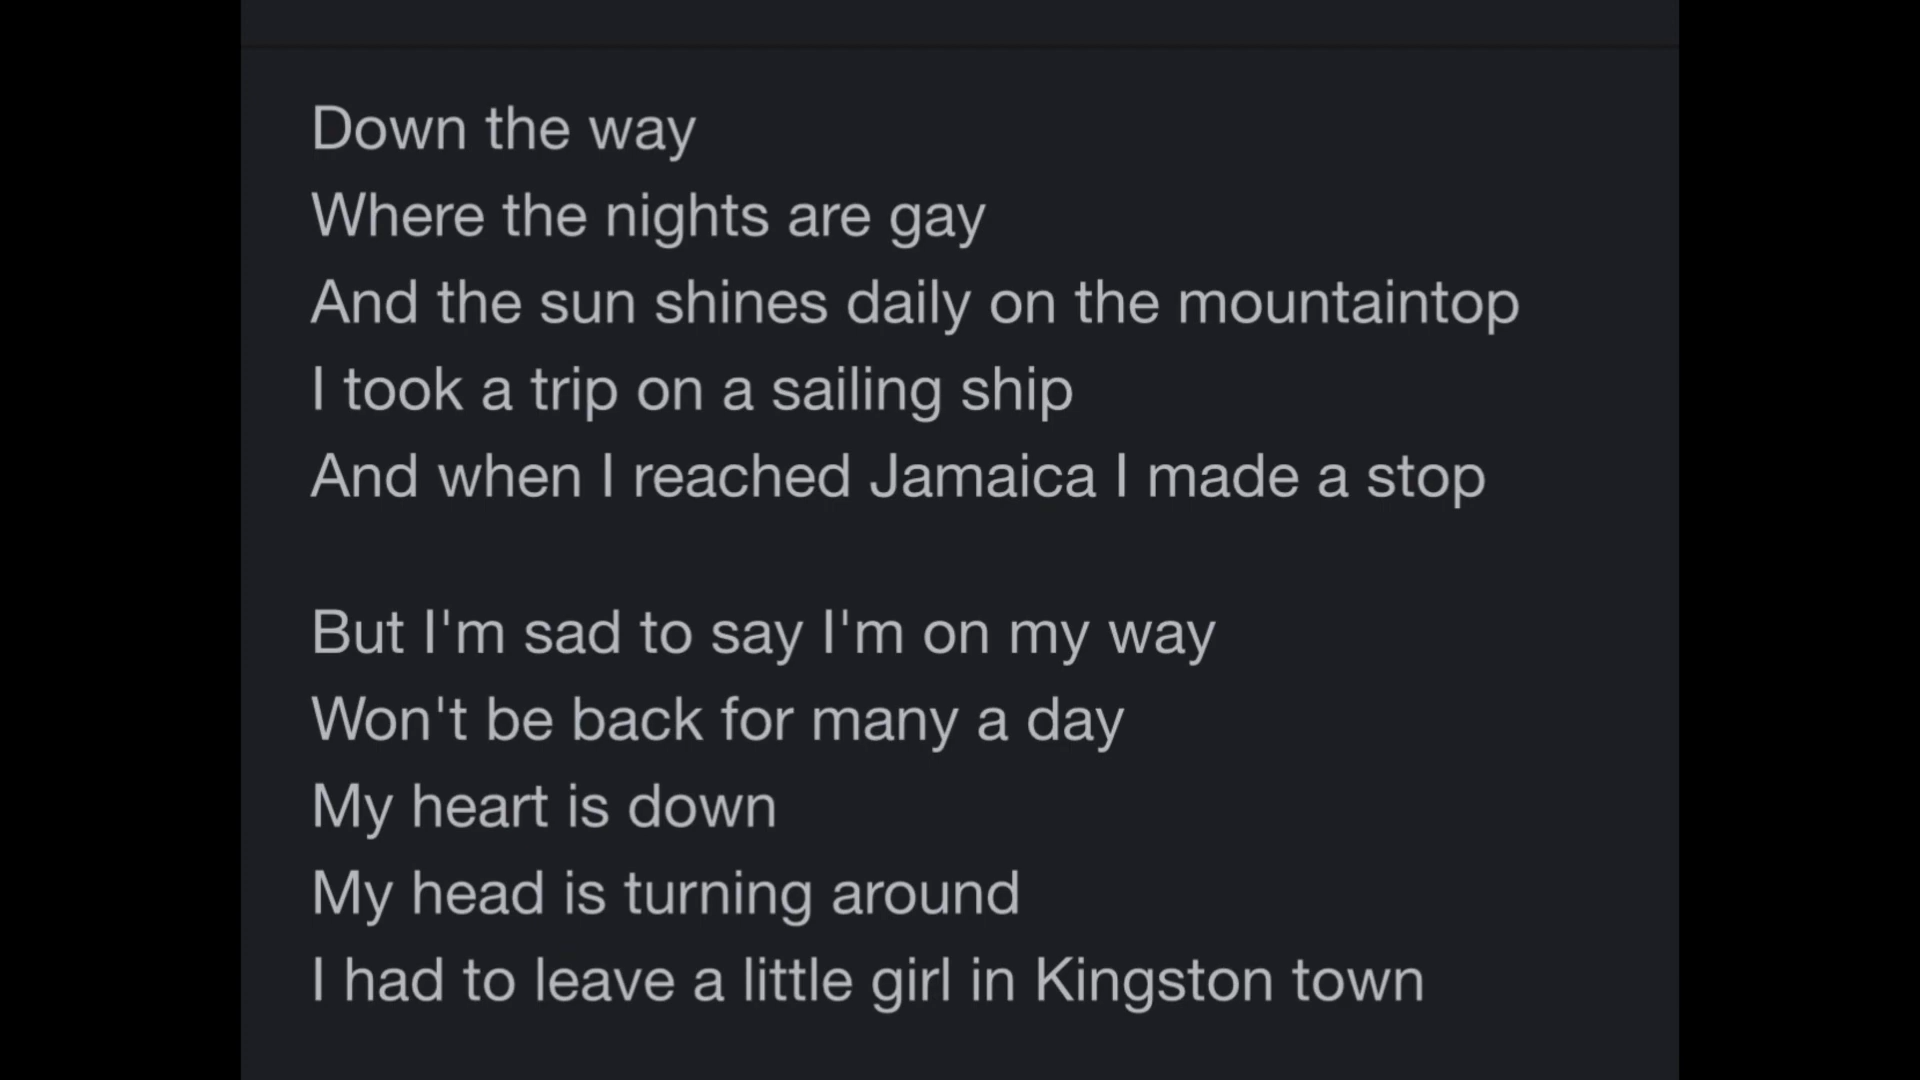 Down the way
Where the nights are gay
And the sun shines daily on the mountaintop
I took a trip on a sailing ship
And when I reached Jamaica I made a stop
But I'm sad to say I'm on my way
Won't be back for many a day
My heart is down
My head is turning around
I had to leave a little girl in Kingston town